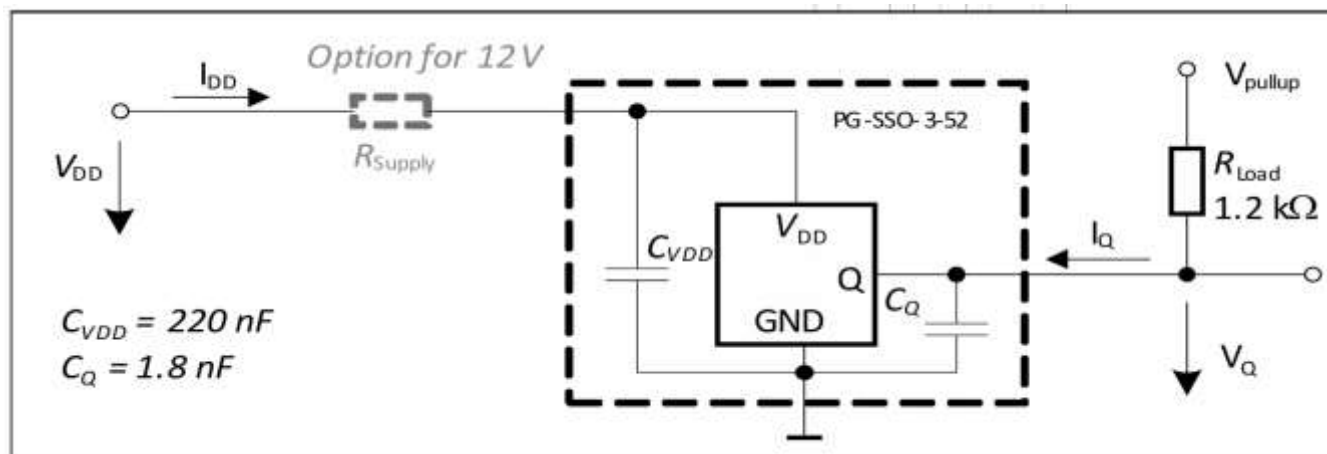 Option for 12 V
I_DD
V_pullup
PG-SSO-3-52
R_Supply
V_DD
R_Load
1.2 kΩ
V_DD
C_VDD
I_Q
Q
C_Q
GND
C_VDD = 220 nF
C_Q = 1.8 nF
V_Q